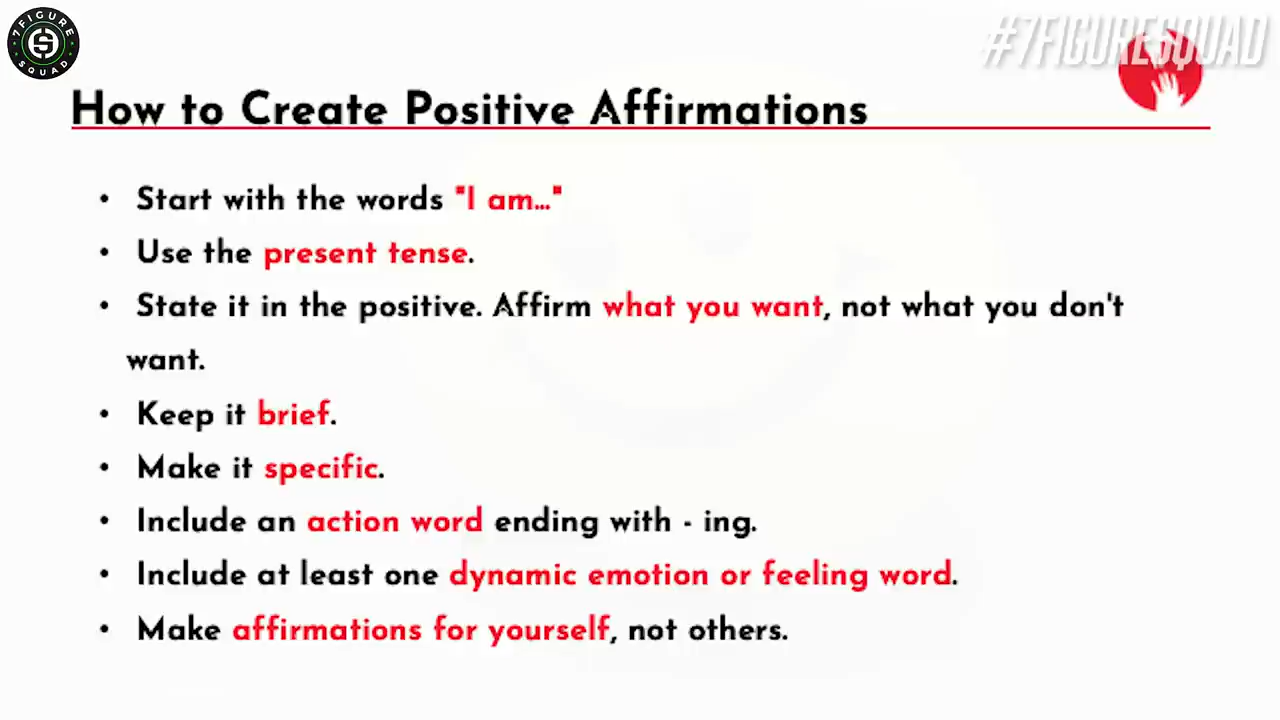 7 FIGURE
SQUAD
#7FIGURESQUAD
How to Create Positive Affirmations
• Start with the words "I am..."
• Use the present tense.
• State it in the positive. Affirm what you want, not what you don't
want.
• Keep it brief.
• Make it specific.
• Include an action word ending with - ing.
• Include at least one dynamic emotion or feeling word.
• Make affirmations for yourself, not others.